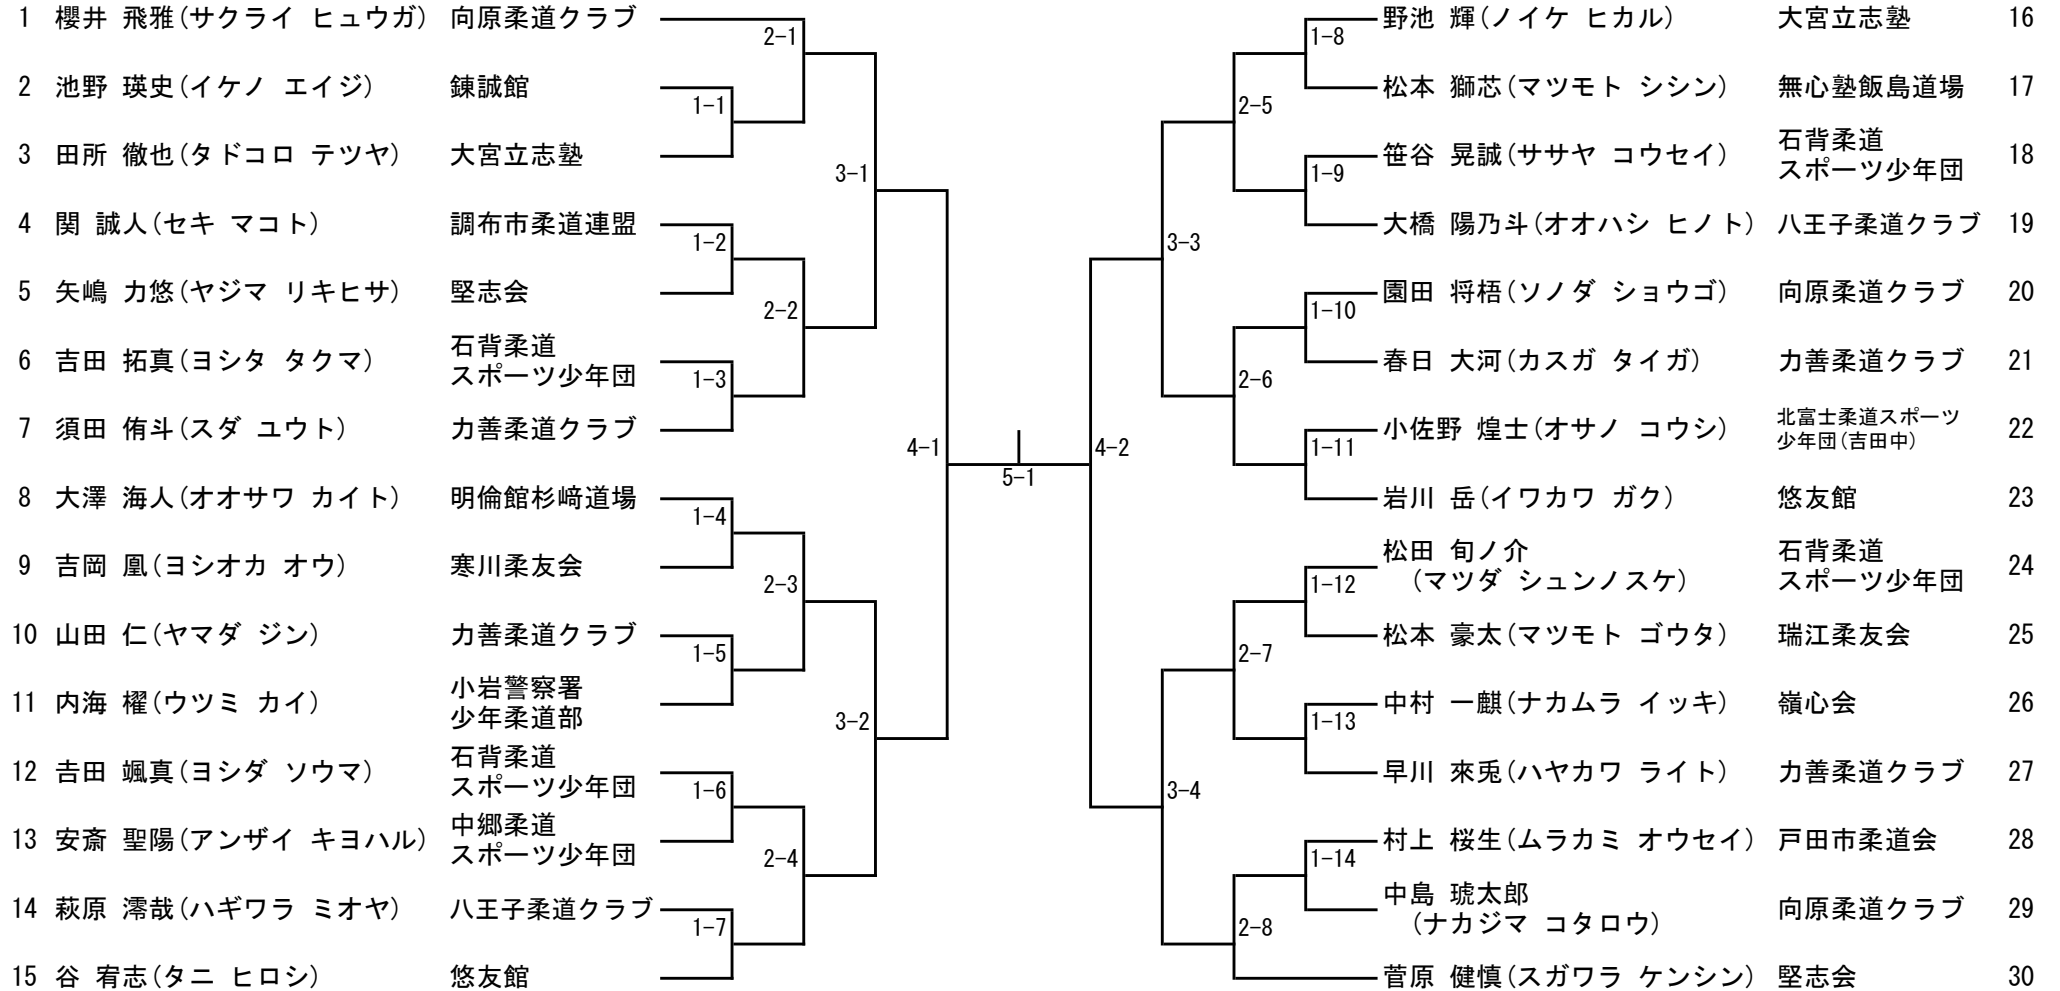 1 櫻井 飛雅(サクライ ヒュウガ) 向原柔道クラブ
2-1
2 池野 瑛史(イケノ エイジ) 錬誠館
1-1
3 田所 徹也(タドコロ テツヤ) 大宮立志塾
3-1
4 関 誠人(セキ マコト) 調布市柔道連盟
1-2
5 矢嶋 力悠(ヤジマ リキヒサ) 堅志会
2-2
6 吉田 拓真(ヨシタ タクマ) 石背柔道
スポーツ少年団
1-3
7 須田 侑斗(スダ ユウト) 力善柔道クラブ
4-1
8 大澤 海人(オオサワ カイト) 明倫館杉﨑道場
1-4
9 吉岡 凰(ヨシオカ オウ) 寒川柔友会
2-3
10 山田 仁(ヤマダ ジン) 力善柔道クラブ
1-5
11 内海 櫂(ウツミ カイ) 小岩警察署
少年柔道部
3-2
12 𠮷田 颯真(ヨシダ ソウマ) 石背柔道
スポーツ少年団
1-6
13 安斎 聖陽(アンザイ キヨハル) 中郷柔道
スポーツ少年団
2-4
14 萩原 澪哉(ハギワラ ミオヤ) 八王子柔道クラブ
1-7
15 谷 宥志(タニ ヒロシ) 悠友館
5-1
野池 輝(ノイケ ヒカル) 大宮立志塾 16
1-8
松本 獅芯(マツモト シシン) 無心塾飯島道場 17
2-5
笹谷 晃誠(ササヤ コウセイ) 石背柔道
スポーツ少年団 18
1-9
大橋 陽乃斗(オオハシ ヒノト) 八王子柔道クラブ 19
3-3
園田 将梧(ソノダ ショウゴ) 向原柔道クラブ 20
1-10
春日 大河(カスガ タイガ) 力善柔道クラブ 21
2-6
小佐野 煌士(オサノ コウシ) 北富士柔道スポーツ
少年団(吉田中) 22
1-11
4-2
岩川 岳(イワカワ ガク) 悠友館 23
松田 旬ノ介
(マツダ シュンノスケ) 石背柔道
スポーツ少年団 24
1-12
松本 豪太(マツモト ゴウタ) 瑞江柔友会 25
2-7
中村 一麒(ナカムラ イッキ) 嶺心会 26
1-13
早川 來兎(ハヤカワ ライト) 力善柔道クラブ 27
3-4
村上 桜生(ムラカミ オウセイ) 戸田市柔道会 28
1-14
中島 琥太郎
(ナカジマ コタロウ) 向原柔道クラブ 29
2-8
菅原 健慎(スガワラ ケンシン) 堅志会 30